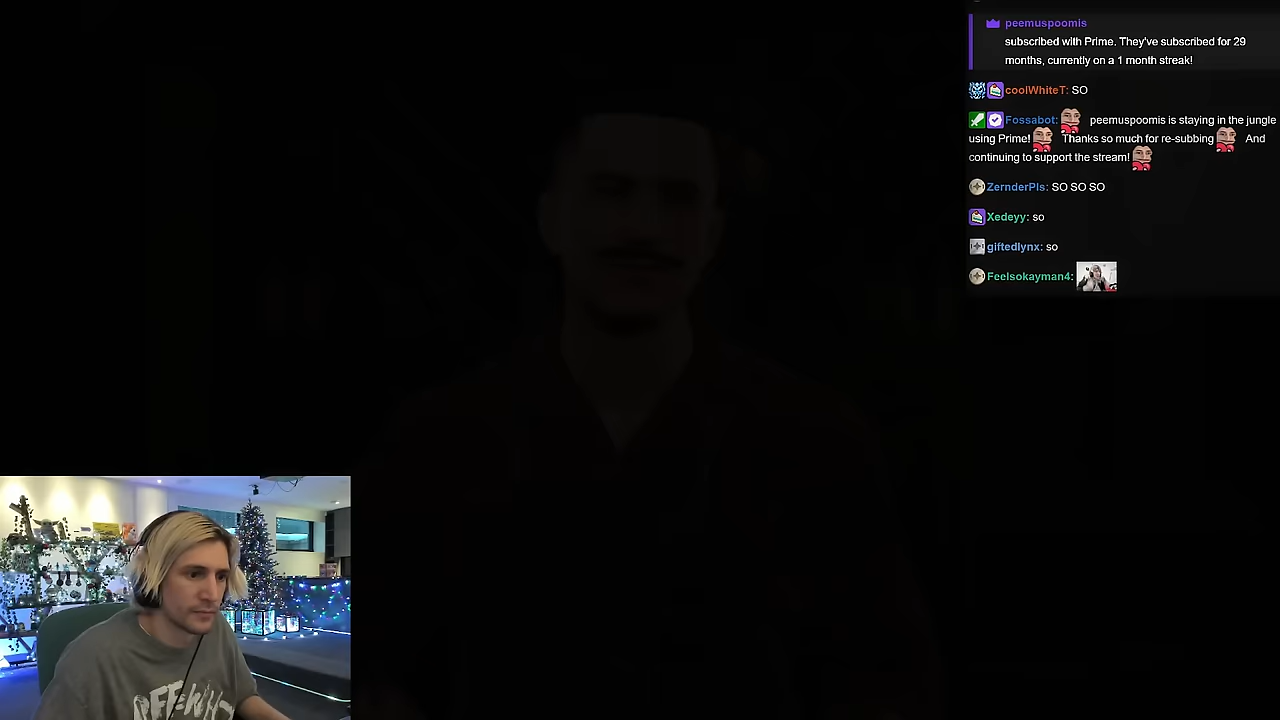 peemuspoomis
subscribed with Prime. They've subscribed for 29
months, currently on a 1 month streak!
coolWhiteT: SO
Fossabot: peemuspoomis is staying in the jungle
using Prime! Thanks so much for re-subbing And
continuing to support the stream!
ZernderPls: SO SO SO
Xedeyy: so
giftedlynx: so
Feelsokayman4: